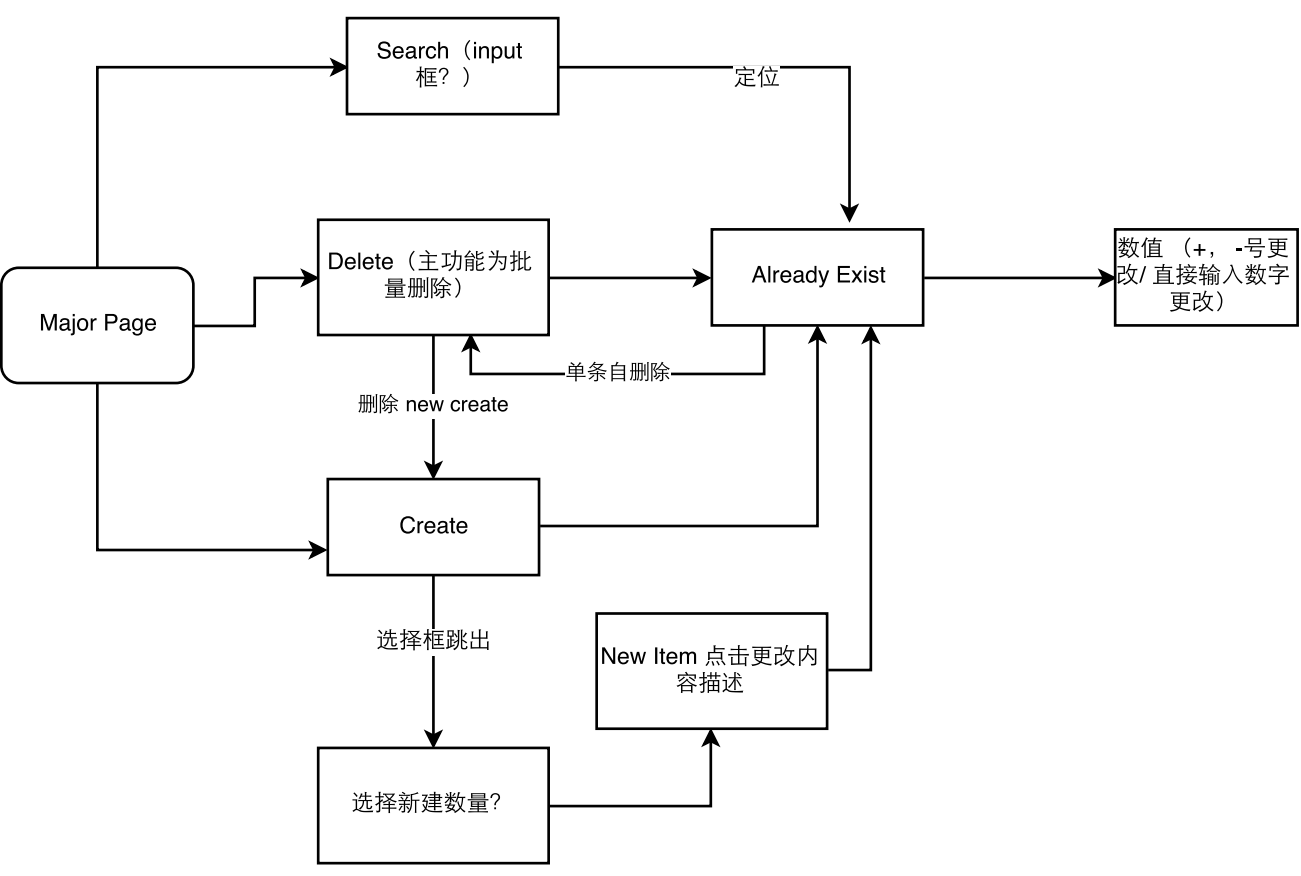 Search（input
框？）
定位
Delete（主功能为批
量删除）
Already Exist
数值 （+，-号更
改/ 直接输入数字
更改）
Major Page
单条自删除
删除 new create
Create
选择框跳出
New Item 点击更改内
容描述
选择新建数量？